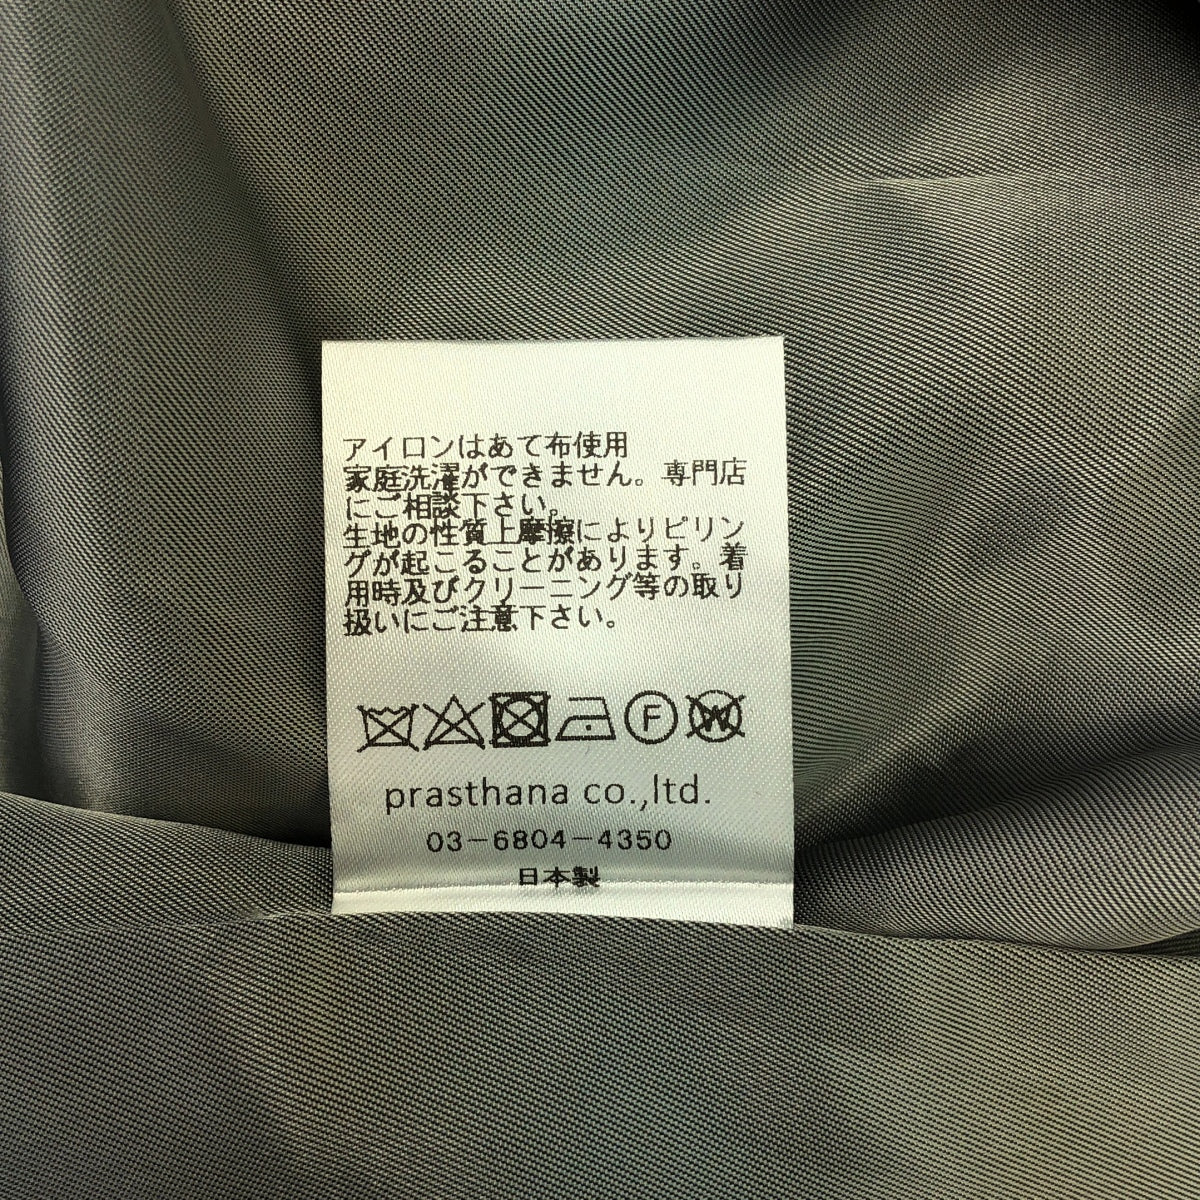 アイロンはあて布使用
家庭洗濯ができません。専門店
にご相談下さい。
生地の性質上摩擦によりピリン
グが起こることがあります。着
用時及びクリーニング等の取り
扱いにご注意下さい。
F W
prasthana co.,ltd.
03-6804-4350
日本製